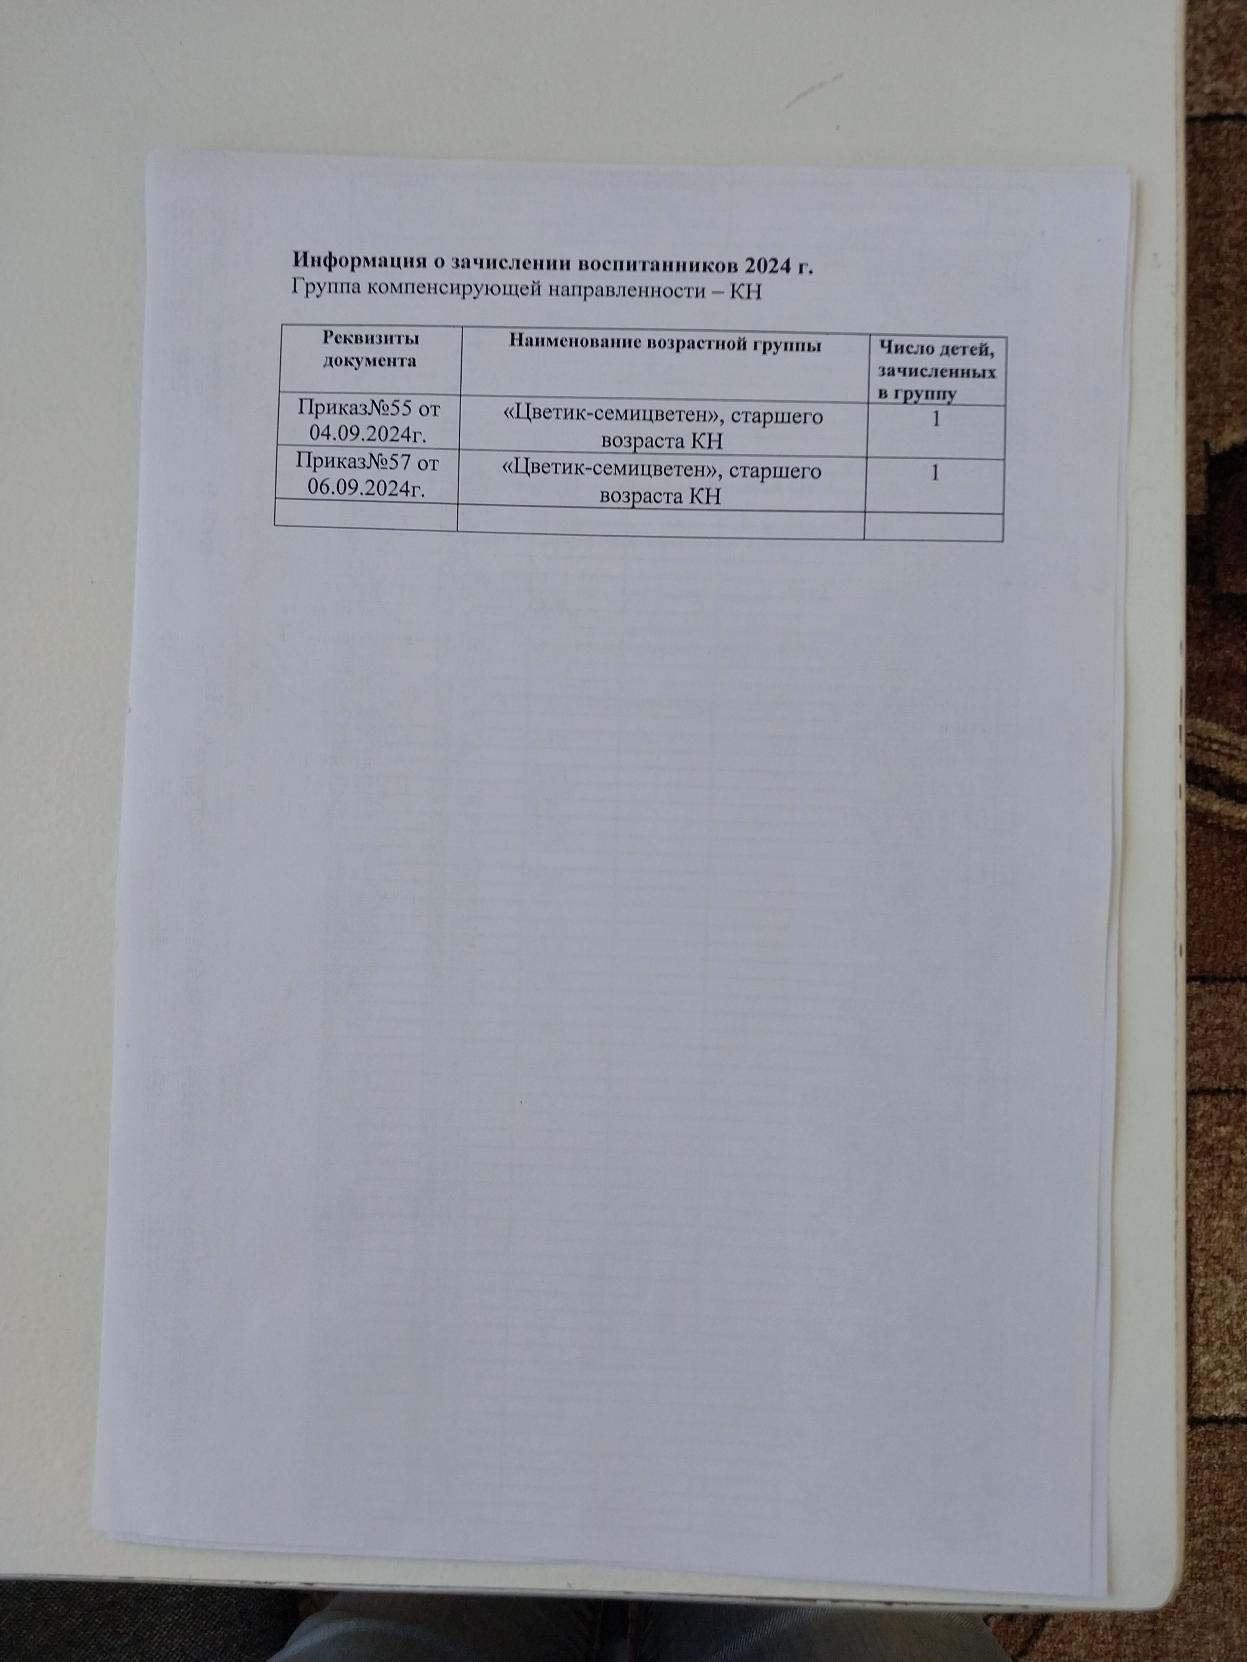 Информация о зачислении воспитанников 2024 г.
Группа компенсирующей направленности – КН
Реквизиты
документа
Наименование возрастной группы
Число детей,
зачисленных
в группу
Приказ№55 от
04.09.2024г.
«Цветик-семицветен», старшего
возраста КН
1
Приказ№57 от
06.09.2024г.
«Цветик-семицветен», старшего
возраста КН
1